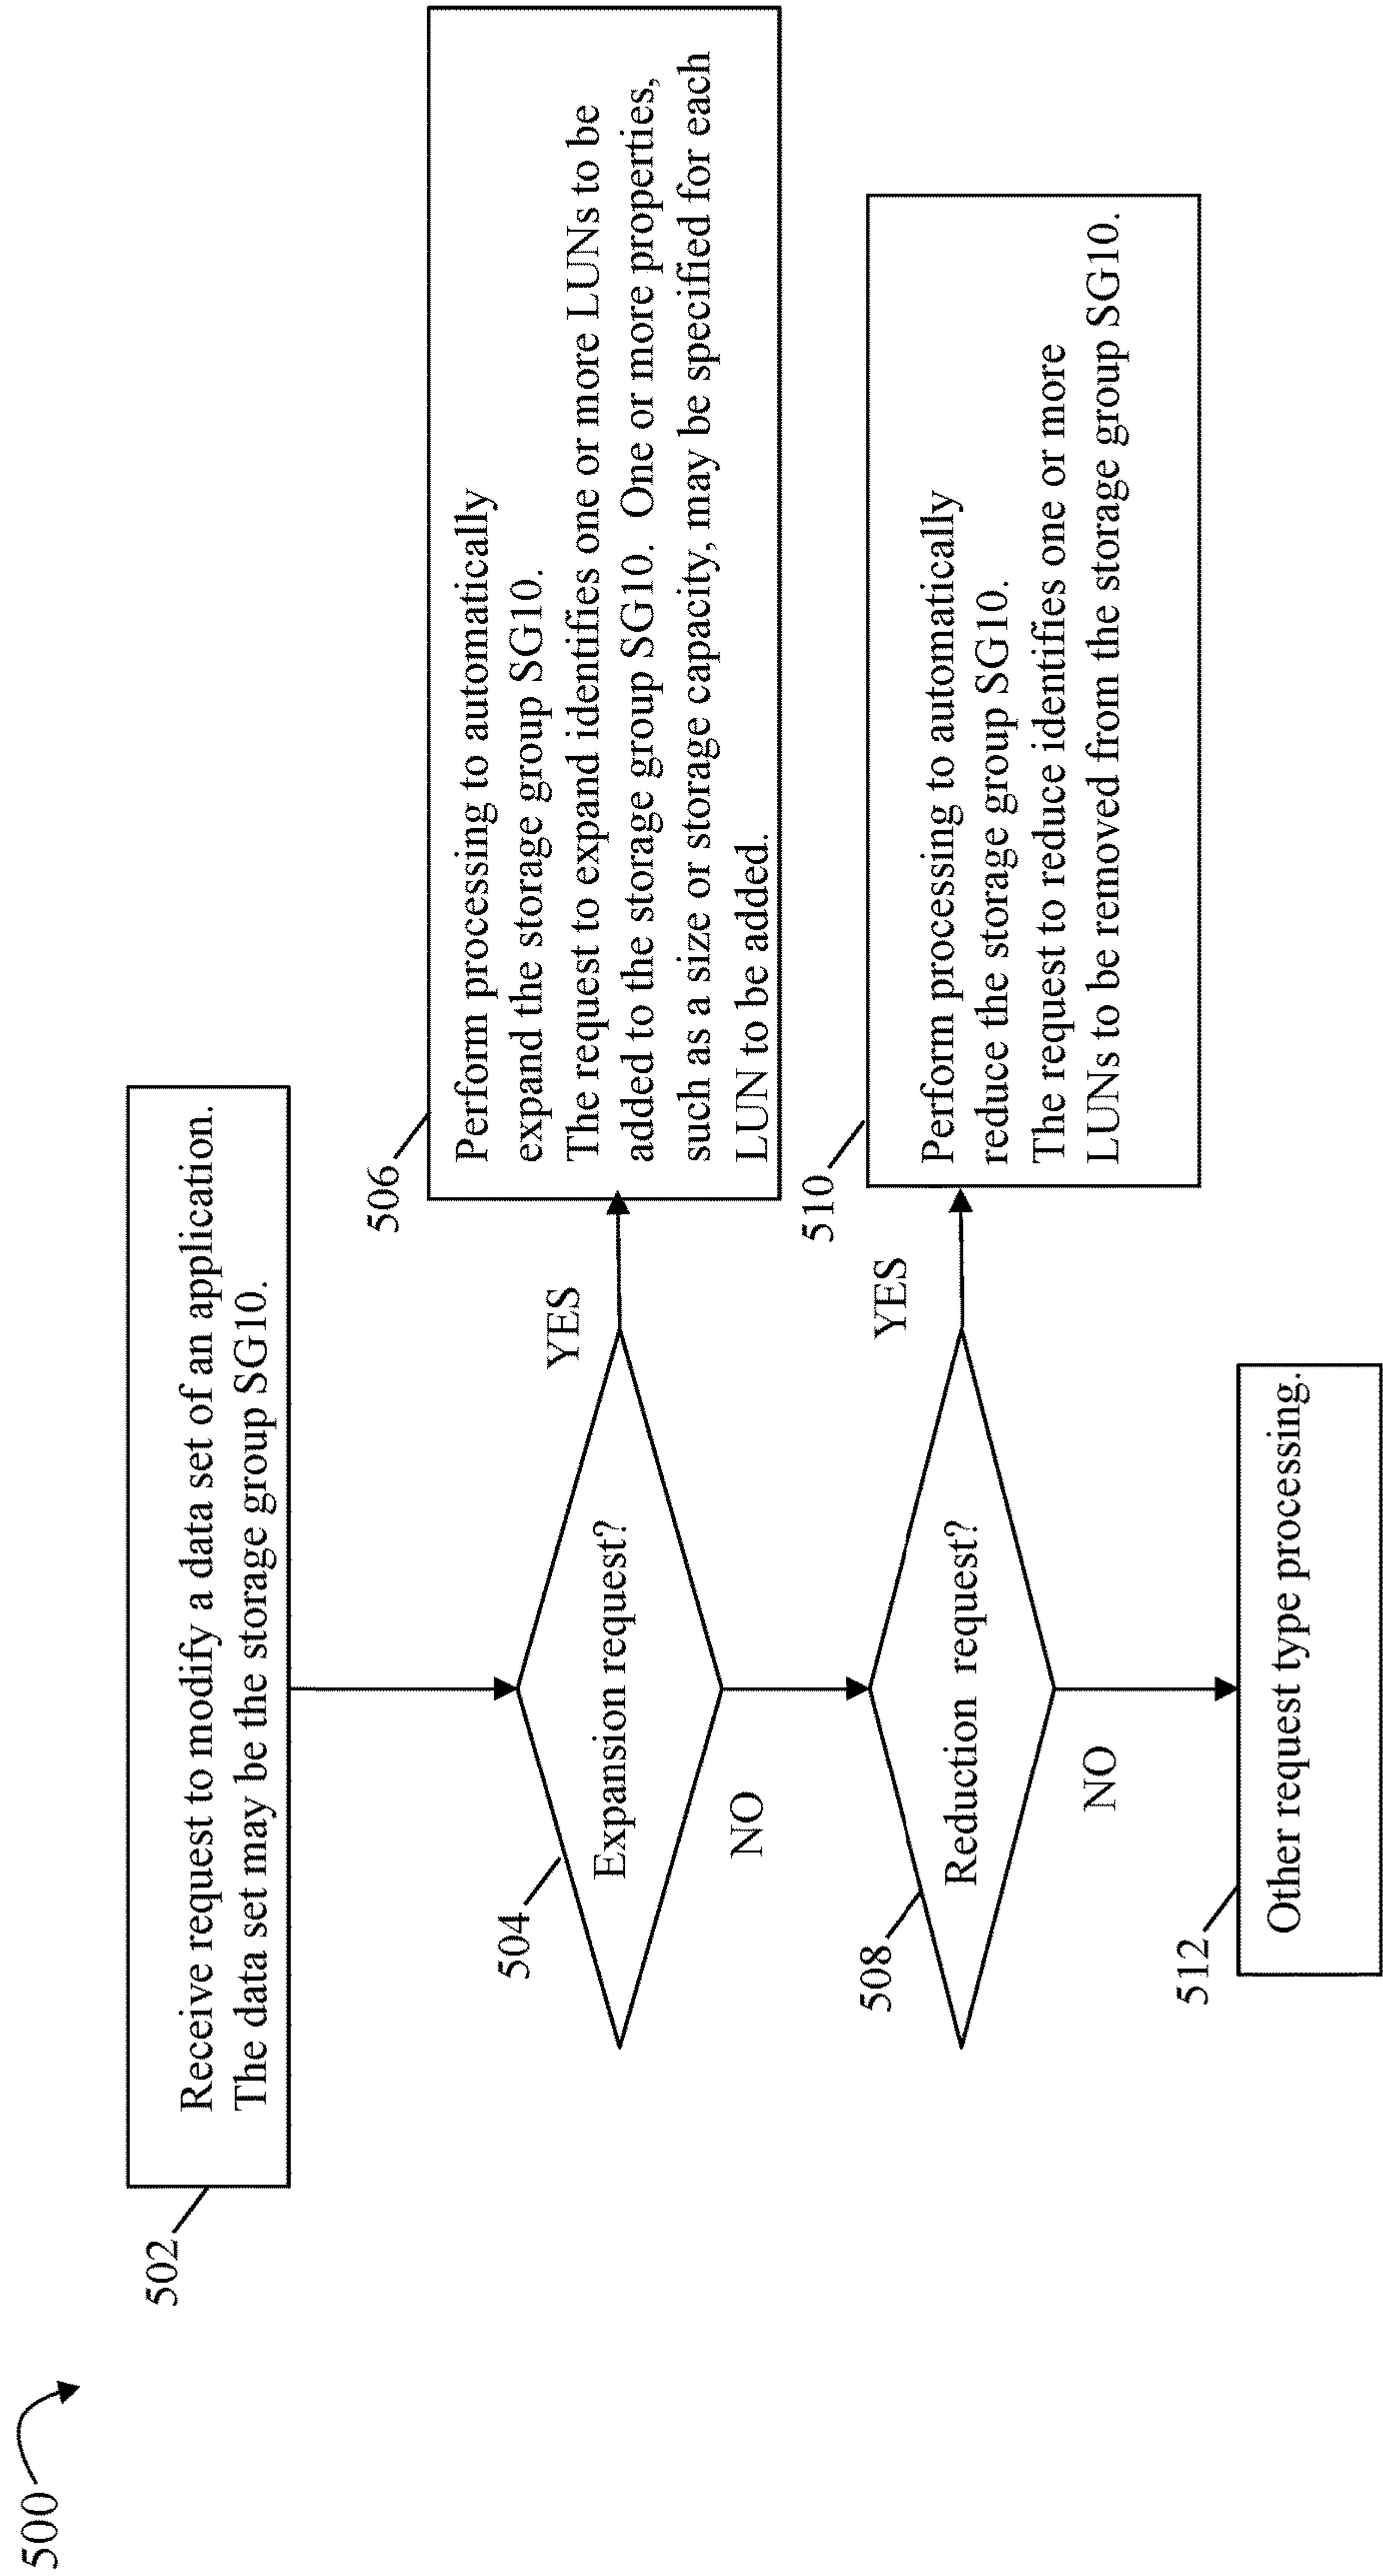 500
502
Receive request to modify a data set of an application.
The data set may be the storage group SG10.
504
Expansion request?
YES
NO
506
Perform processing to automatically
expand the storage group SG10.
The request to expand identifies one or more LUNs to be
added to the storage group SG10. One or more properties,
such as a size or storage capacity, may be specified for each
LUN to be added.
508
Reduction request?
YES
NO
510
Perform processing to automatically
reduce the storage group SG10.
The request to reduce identifies one or more
LUNs to be removed from the storage group SG10.
512
Other request type processing.